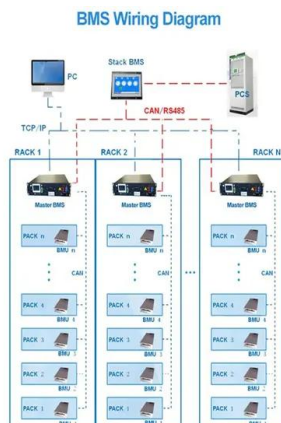 BMS Wiring Diagram
Stack BMS
PC
PCS
CAN/RS485
TCP/IP
RACK 1
RACK 2
RACK N
Master BMS
Master BMS
Master BMS
PACK n
PACK n
PACK n
BMU n
BMU n
BMU n
CAN
CAN
CAN
PACK 4
PACK 4
PACK 4
BMU 4
BMU 4
BMU 4
PACK 3
PACK 3
PACK 3
BMU 3
BMU 3
BMU 3
PACK 2
PACK 2
PACK 2
BMU 2
BMU 2
BMU 2
PACK 1
PACK 1
PACK 1